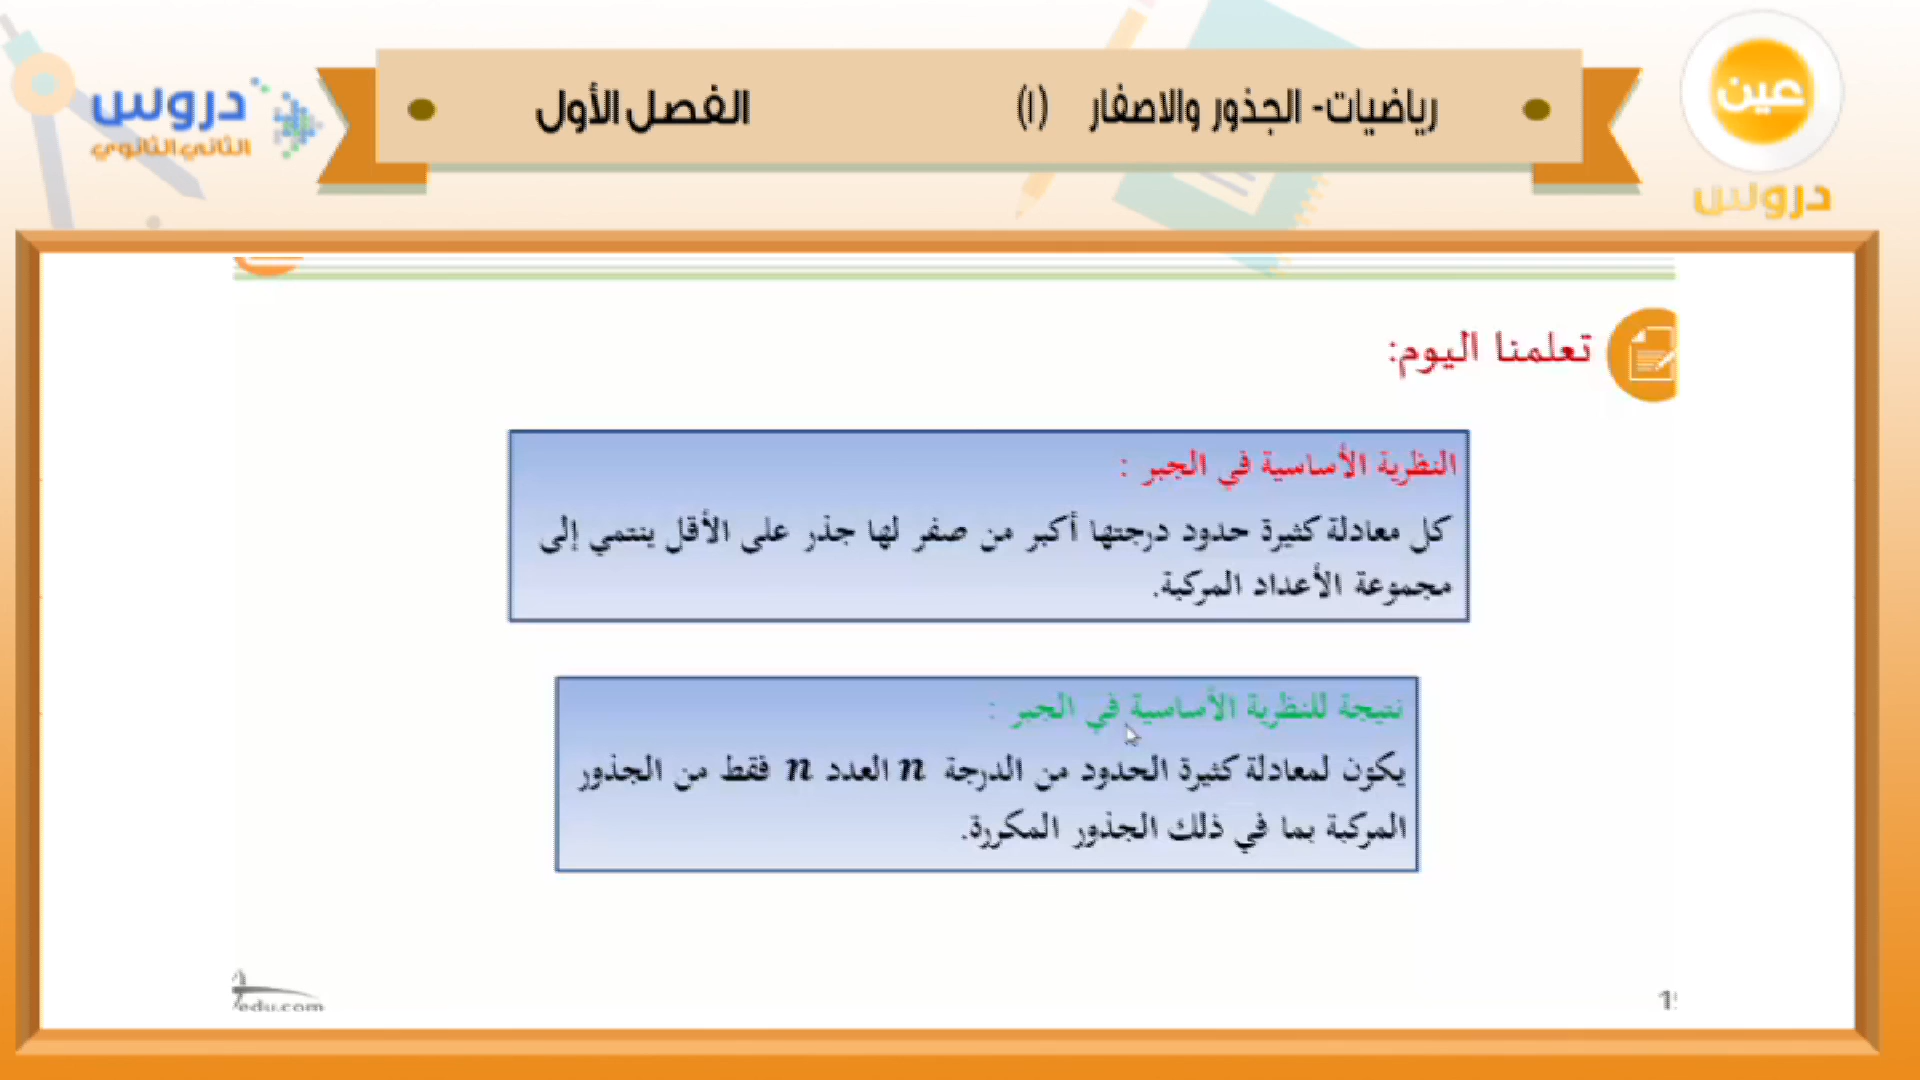 عين
دروس
رياضيات- الجذور والاصفار (١) الفصل الأول
دروس
الثاني الثانوي
تعلمنا اليوم:
النظرية الأساسية في الجبر :
كل معادلة كثيرة حدود درجتها أكبر من صفر لها جذر على الأقل ينتمي إلى
مجموعة الأعداد المركبة.
نتيجة للنظرية الأساسية في الجبر :
يكون لمعادلة كثيرة الحدود من الدرجة n العدد n فقط من الجذور
المركبة بما في ذلك الجذور المكررة.
edu.com